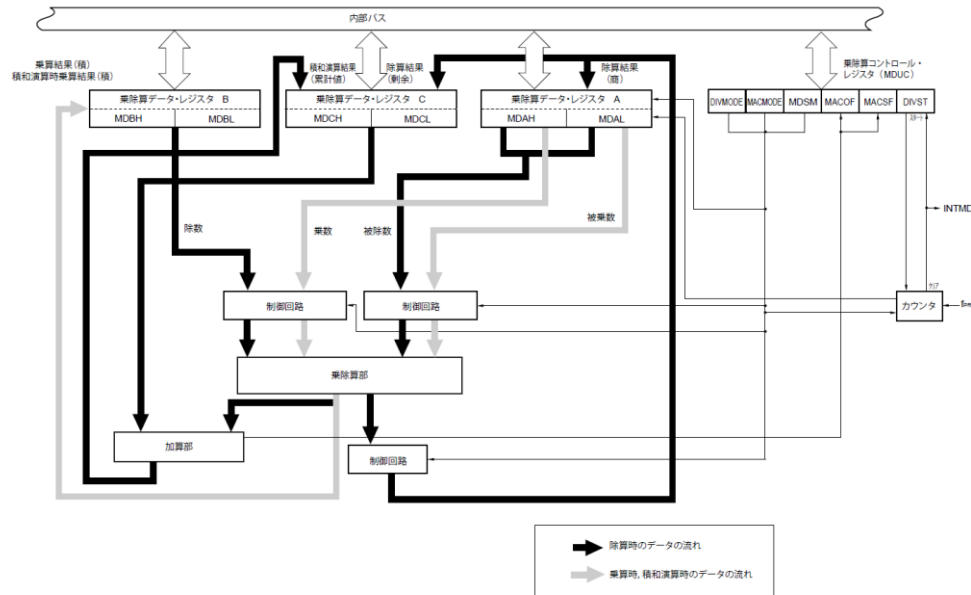 内部バス
乗算結果(積)
積和演算時乗算結果(積)
積和演算結果
(累計値)
除算結果
(剰余)
除算結果
(商)
乗除算コントロール・
レジスタ(MDUC)
乗除算データ・レジスタ B
MDBH
MDBL
乗除算データ・レジスタ C
MDCH
MDCL
乗除算データ・レジスタ A
MDAH
MDAL
DIVMODE
MACMODE
MDSM
MACOF
MACSF
DIVST
スタート
INTMD
除数
乗数
被除数
被乗数
制御回路
制御回路
クリア
カウンタ
乗除算部
加算部
制御回路
除算時のデータの流れ
乗算時, 積和演算時のデータの流れ